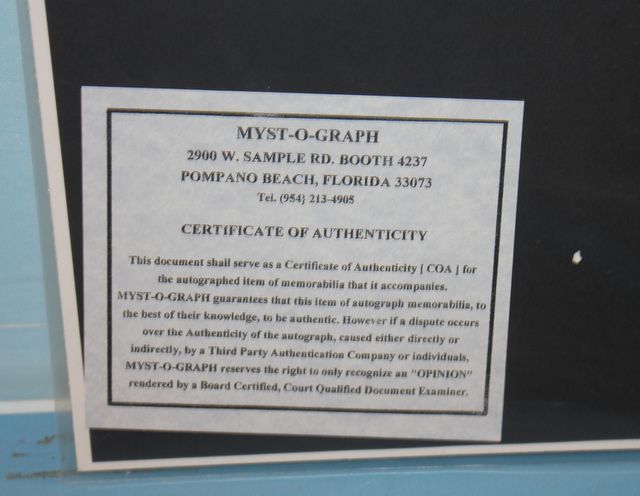 MYST-O-GRAPH
2900 W. SAMPLE RD. BOOTH 4237
POMPANO BEACH, FLORIDA 33073
Tel. (954} 213-4905
CERTIFICATE OF AUTHENTICITY
This document shall serve as a Certificate of Authenticity [ COA ] for
the autographed item of memorabilia that it accompanies.
MYST-O-GRAPH guarantees that this item of autograph memorabilia, to
the best of their knowledge, to be authentic. However if a dispute occurs
over the Authenticity of the autograph, caused either directly or
indirectly, by a Third Party Authentication Company or individuals,
MYST-O-GRAPH reserves the right to only recognize an "OPINION"
rendered by a Board Certified, Court Qualified Document Examiner.